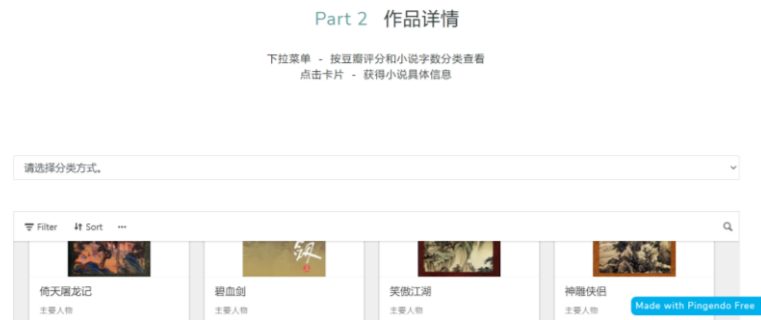 Part 2 作品详情
下拉菜单 - 按豆瓣评分和小说字数分类查看
点击卡片 - 获得小说具体信息
请选择分类方式。
Filter Sort ...
剑
倚天屠龙记 碧血剑 笑傲江湖 神雕侠侣
主要人物 主要人物 主要人物 主要人物
Made with Pingendo Free